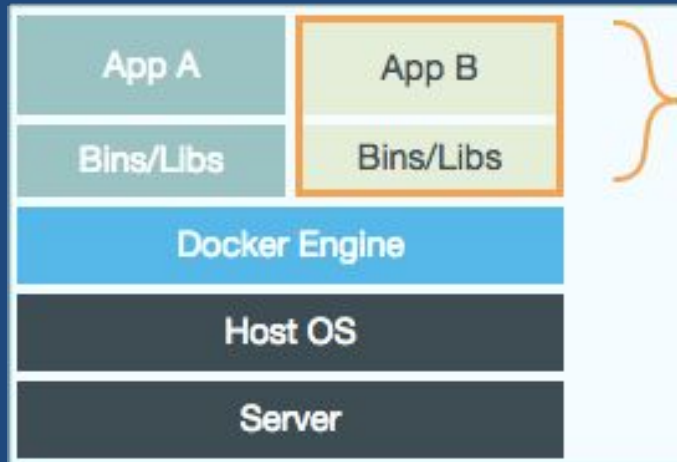 App A
App B
Bins/Libs
Bins/Libs
Docker Engine
Host OS
Server